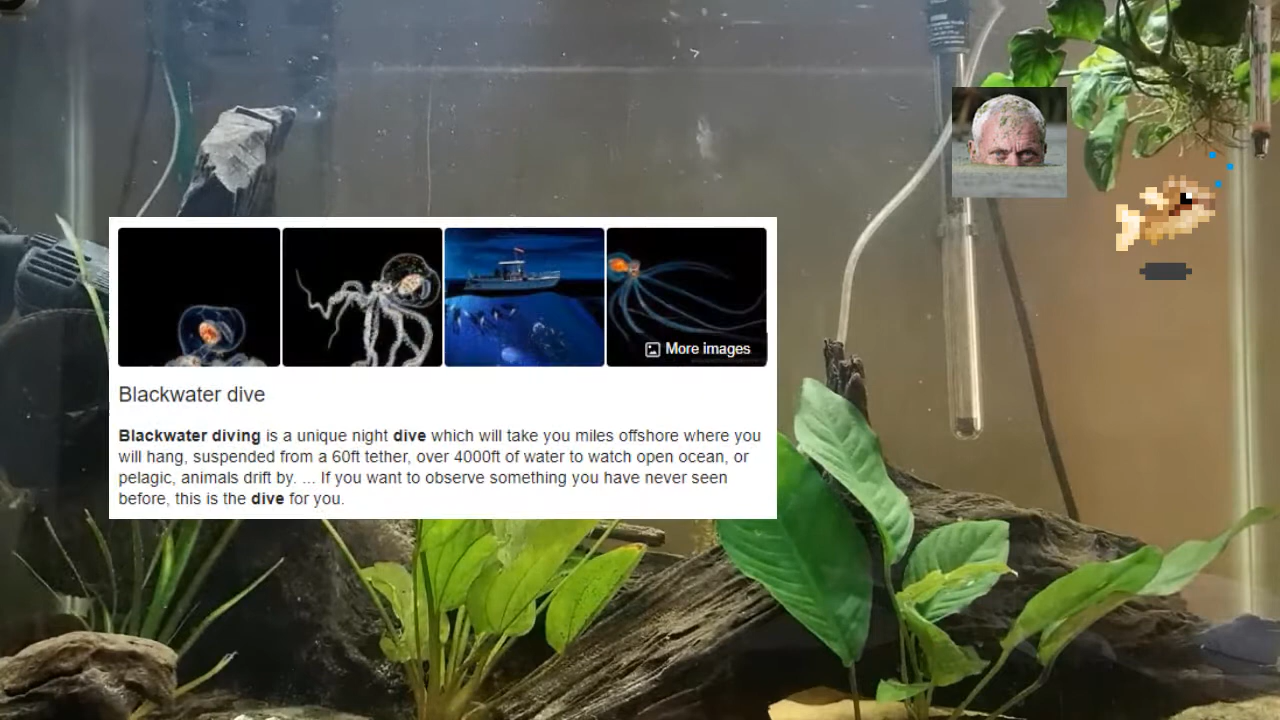 More images
Blackwater dive
Blackwater diving is a unique night dive which will take you miles offshore where you
will hang, suspended from a 60ft tether, over 4000ft of water to watch open ocean, or
pelagic, animals drift by. ... If you want to observe something you have never seen
before, this is the dive for you.